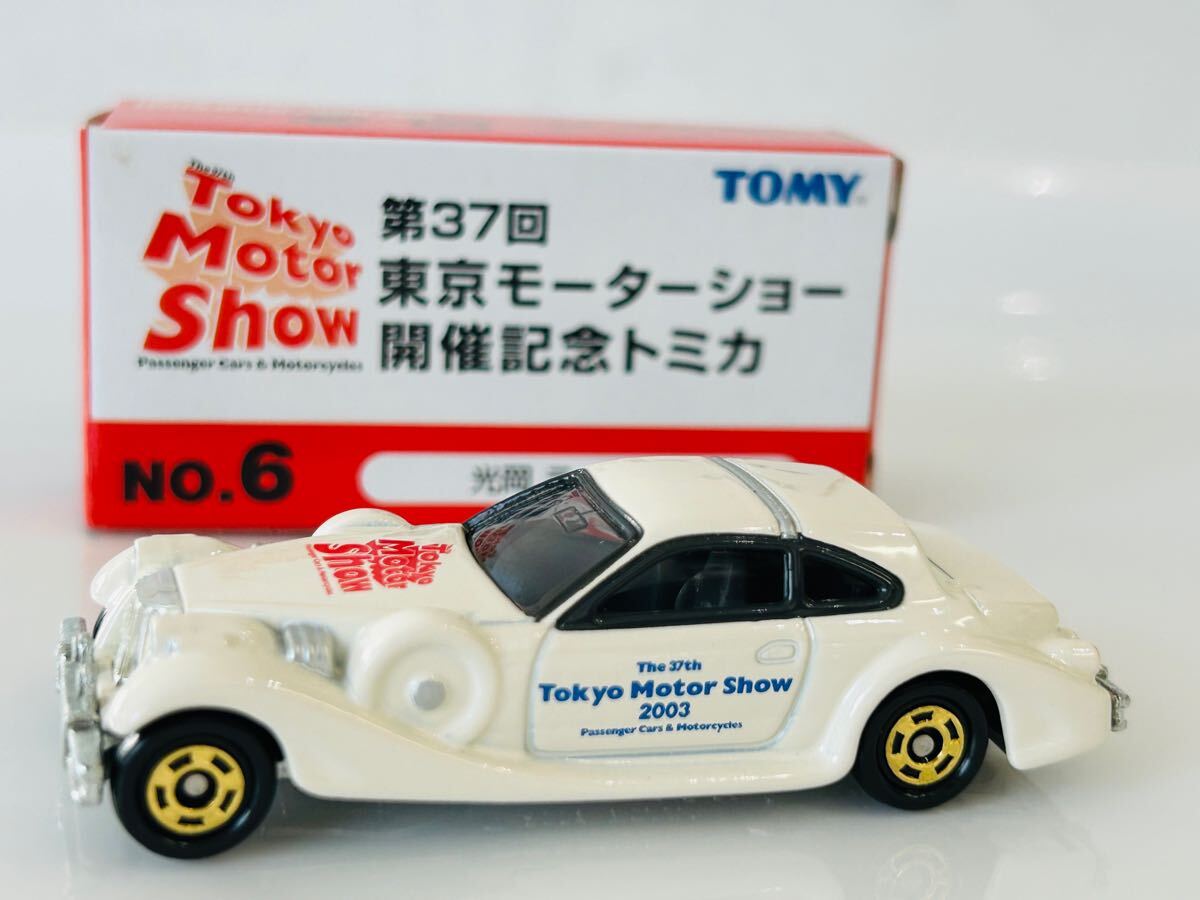 The 37th
Tokyo
Motor
Show
Passenger Cars & Motorcycles
第37回
東京モーターショー
開催記念トミカ
TOMY
NO.6
光岡
Tokyo
Motor
Show
The 37th
Tokyo Motor Show
2003
Passenger Cars & Motorcycles